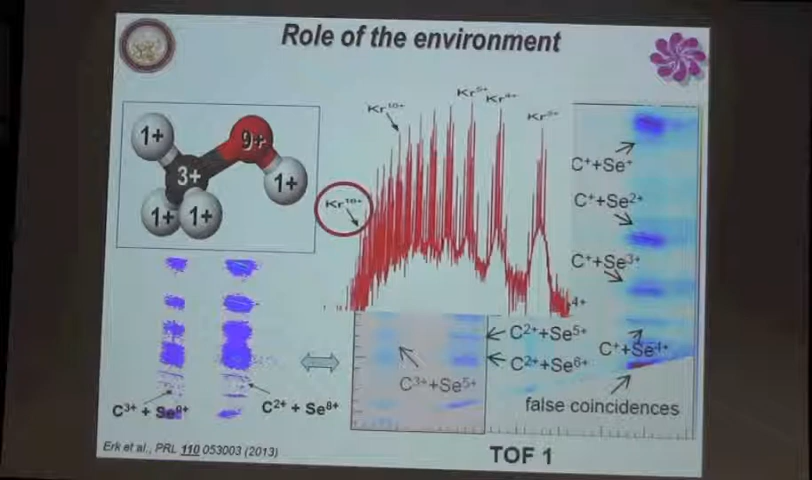 Role of the environment
1+
9+
3+
1+
1+
1+
Kr5+
Kr4+
Kr3+
Kr10+
C+ + Se+
C+ + Se2+
C+ + Se3+
C+ + Se4+
4+
C2+ + Se5+
C2+ + Se6+
C3+ + Se5+
false coincidences
C3+ + Se9+
C2+ + Se8+
Erk et al., PRL 110 053003 (2013)
TOF 1